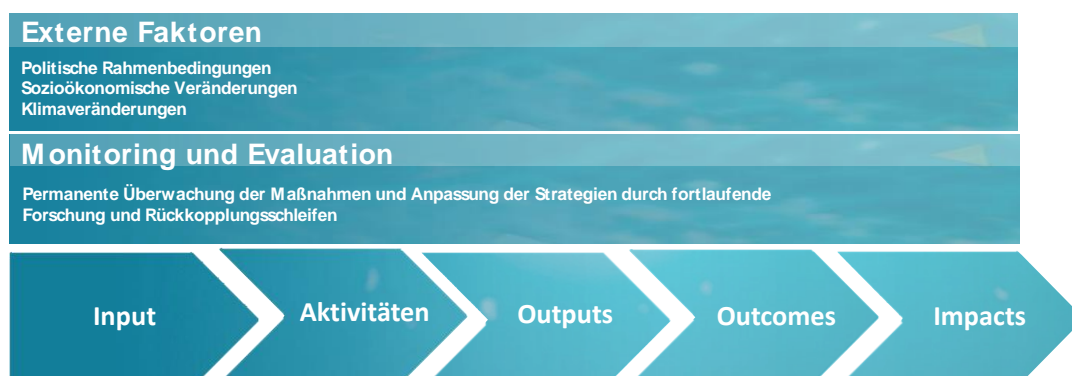 Externe Faktoren
Politische Rahmenbedingungen
Sozioökonomische Veränderungen
Klimaveränderungen
Monitoring und Evaluation
Permanente Überwachung der Maßnahmen und Anpassung der Strategien durch fortlaufende
Forschung und Rückkopplungsschleifen
Input
Aktivitäten
Outputs
Outcomes
Impacts